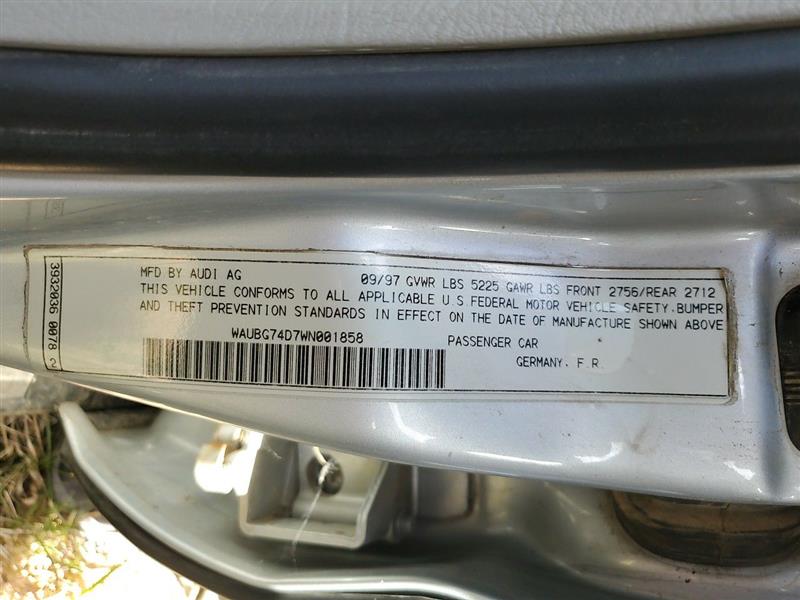 MFD BY AUDI AG 09/97 GVWR LBS 5225 GAWR LBS FRONT 2756/REAR 2712
THIS VEHICLE CONFORMS TO ALL APPLICABLE U S FEDERAL MOTOR VEHICLE SAFETY.BUMPER
AND THEFT PREVENTION STANDARDS IN EFFECT ON THE DATE OF MANUFACTURE SHOWN ABOVE
WAUBG74D7WN001858 PASSENGER CAR
GERMANY. F.R.
3932036 0078 2